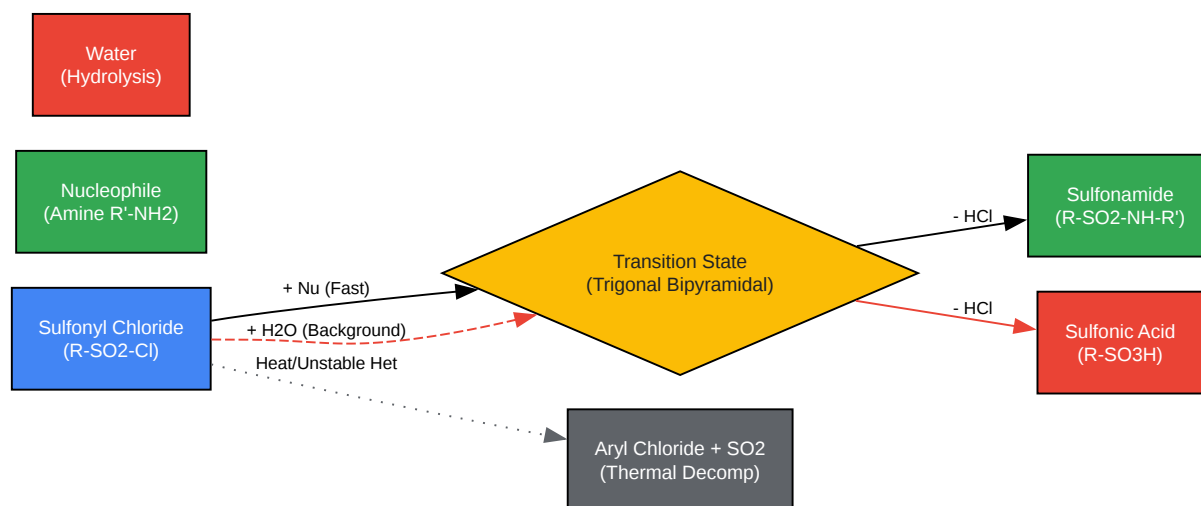 Water
(Hydrolysis)
Nucleophile
(Amine R'-NH2)
Sulfonyl Chloride
(R-SO2-Cl)
+ Nu (Fast)
+ H2O (Background)
Heat/Unstable Het
Transition State
(Trigonal Bipyramidal)
Aryl Chloride + SO2
(Thermal Decomp)
- HCl
- HCl
Sulfonamide
(R-SO2-NH-R')
Sulfonic Acid
(R-SO3H)